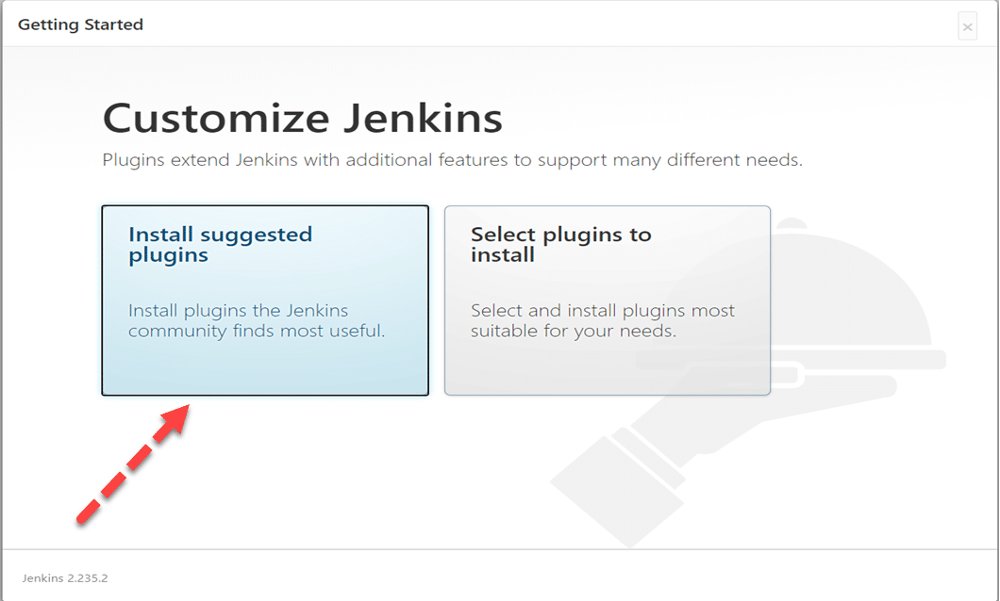 Getting Started
Customize Jenkins
Plugins extend Jenkins with additional features to support many different needs.
Install suggested
plugins
Install plugins the Jenkins
community finds most useful.
Select plugins to
install
Select and install plugins most
suitable for your needs.
Jenkins 2.235.2